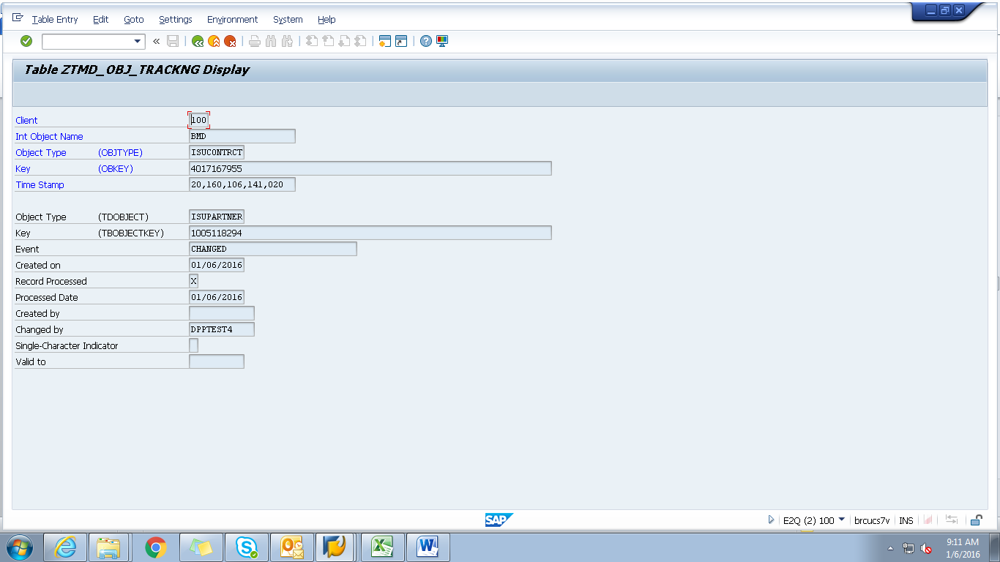 Table Entry Edit Goto Settings Environment System Help
Table ZTMD_OBJ_TRACKNG Display
Client 100
Int Object Name BMD
Object Type (OBJTYPE) ISUCONTRCT
Key (OBKEY) 4017167955
Time Stamp 20,160,106,141,020
Object Type (TDOBJECT) ISUPARTNER
Key (TBOBJECTKEY) 1005118294
Event CHANGED
Created on 01/06/2016
Record Processed X
Processed Date 01/06/2016
Created by
Changed by DPPTEST4
Single-Character Indicator
Valid to
SAP
E2Q (2) 100 brcucs7v INS
9:11 AM
1/6/2016